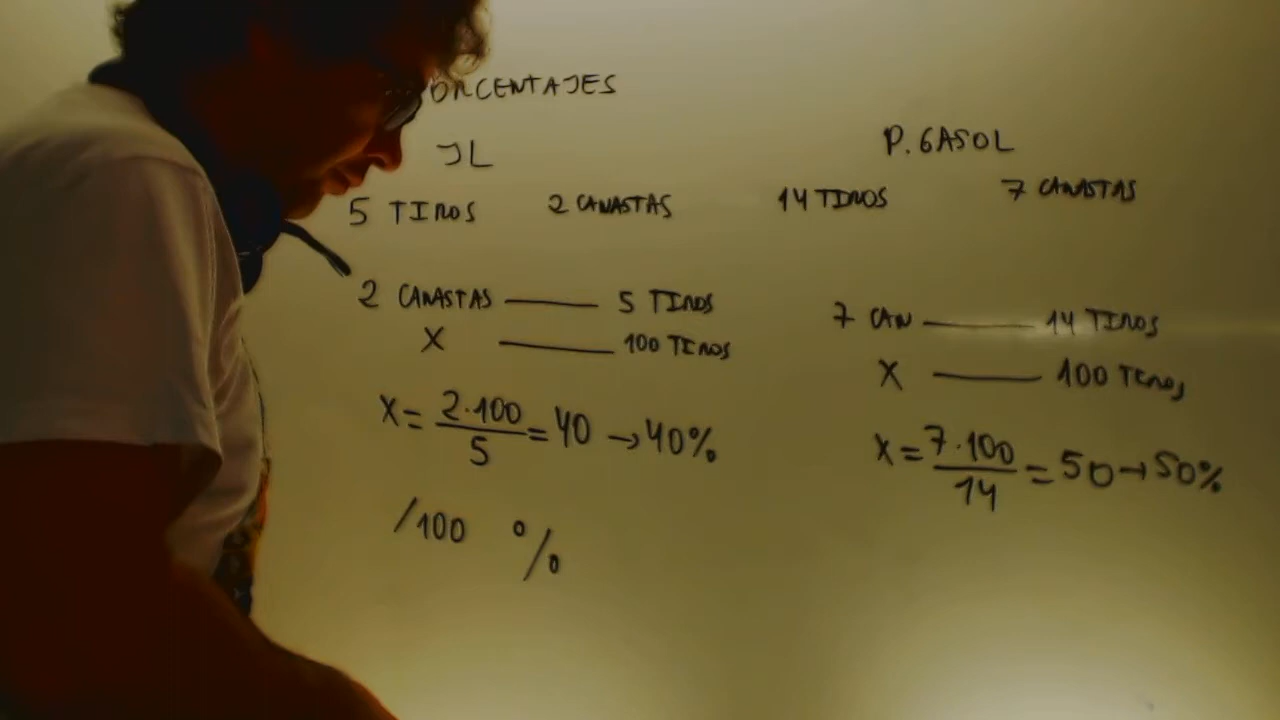 ORCENTAJES
JL
P. GASOL
5 TIROS 2 CANASTAS
14 TIROS 7 CANASTAS
2 CANASTAS — 5 TIROS
X — 100 TIROS
X = 2·100/5 = 40 → 40%
/100 %
7 CAN — 14 TIROS
X — 100 TIROS
X = 7·100/14 = 50 → 50%